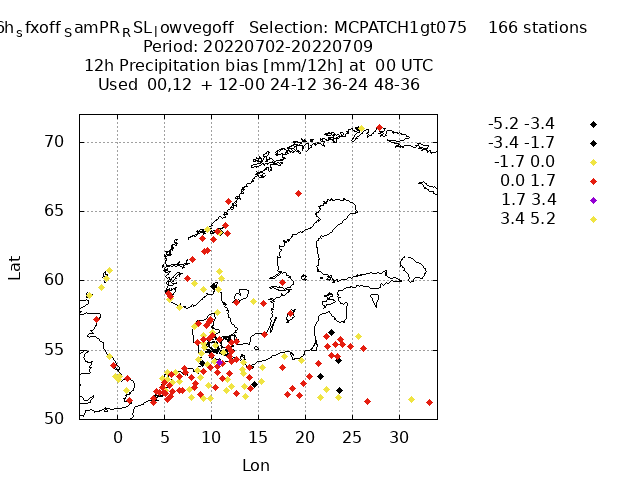 6h_sfxoff_SamPR_RSL_lowvegoff Selection: MCPATCH1gt075 166 stations
Period: 20220702-20220709
12h Precipitation bias [mm/12h] at 00 UTC
Used 00,12 + 12-00 24-12 36-24 48-36
-5.2 -3.4
-3.4 -1.7
-1.7 0.0
0.0 1.7
1.7 3.4
3.4 5.2
Lat
70
65
60
55
50
0 5 10 15 20 25 30
Lon